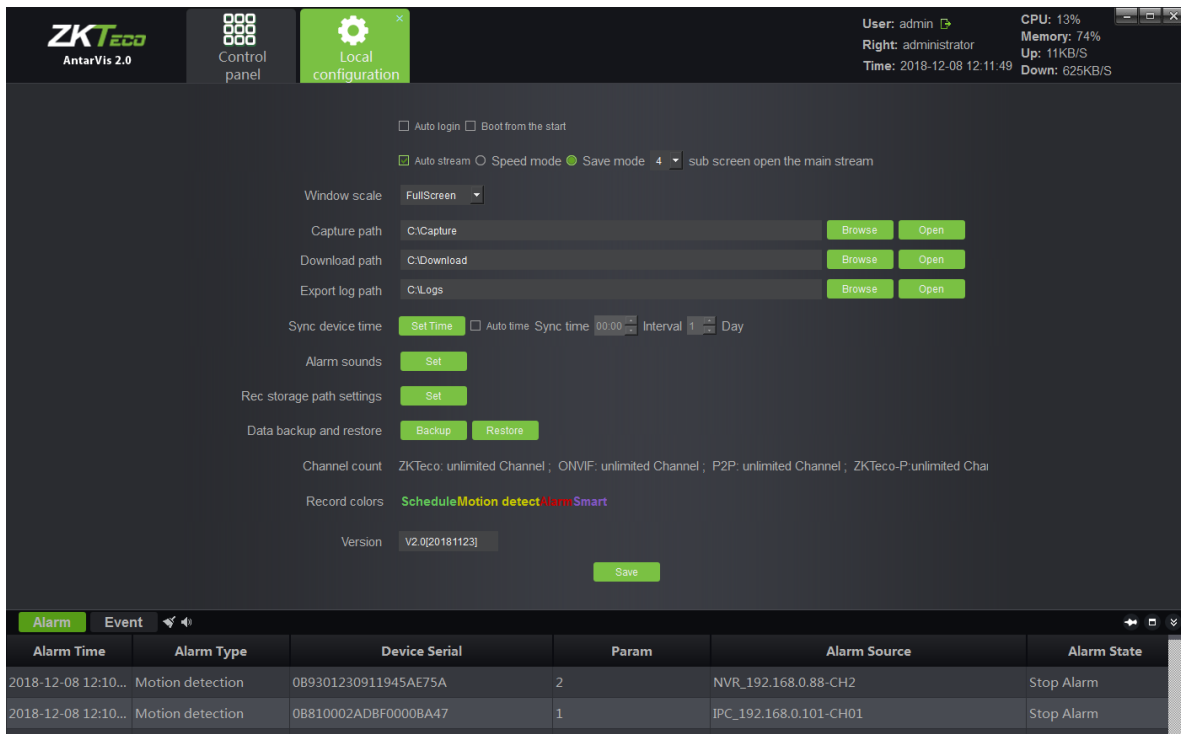 ZKTeco
AntarVis 2.0
Control panel
Local configuration
User: admin
Right: administrator
Time: 2018-12-08 12:11:49
CPU: 13%
Memory: 74%
Up: 11KB/S
Down: 625KB/S
Auto login Boot from the start
Auto stream Speed mode Save mode 4 sub screen open the main stream
Window scale FullScreen
Capture path C:\Capture Browse Open
Download path C:\Download Browse Open
Export log path C:\Logs Browse Open
Sync device time Set Time Auto time Sync time 00:00 Interval 1 Day
Alarm sounds Set
Rec storage path settings Set
Data backup and restore Backup Restore
Channel count ZKTeco: unlimited Channel ; ONVIF: unlimited Channel ; P2P: unlimited Channel ; ZKTeco-P:unlimited Cha
Record colors ScheduleMotion detectAlarmSmart
Version V2.0[20181123]
Save
Alarm Event
Alarm Time Alarm Type Device Serial Param Alarm Source Alarm State
2018-12-08 12:10... Motion detection 0B9301230911945AE75A 2 NVR_192.168.0.88-CH2 Stop Alarm
2018-12-08 12:10... Motion detection 0B810002ADBF0000BA47 1 IPC_192.168.0.101-CH01 Stop Alarm